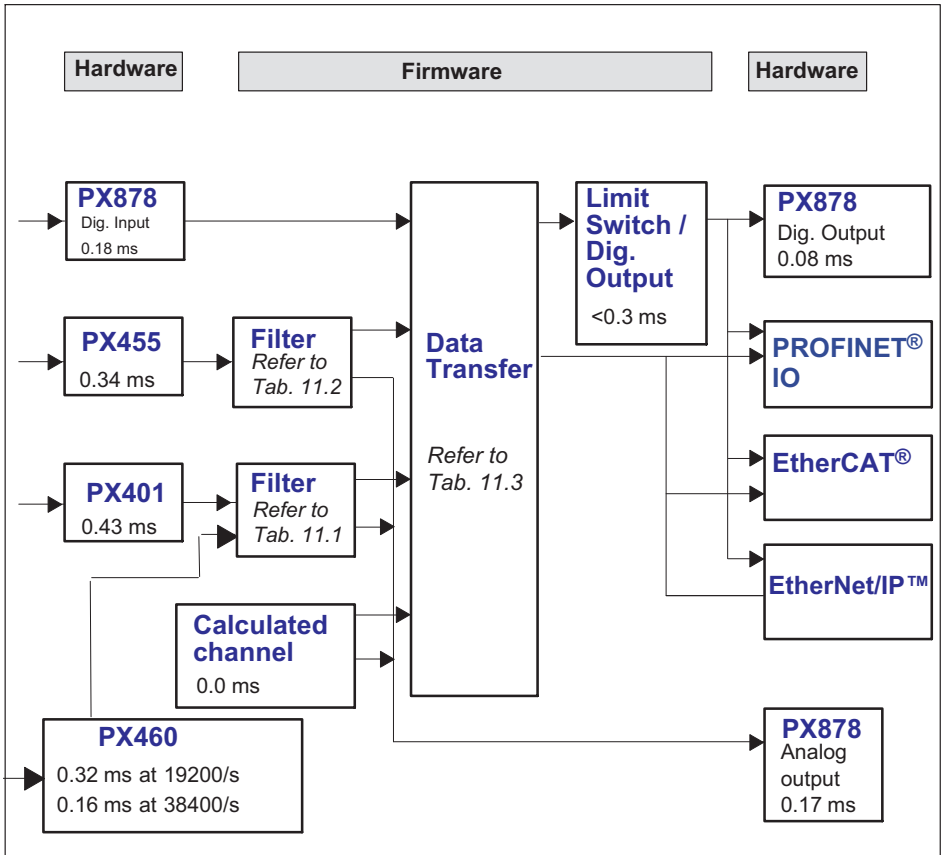 Hardware
Firmware
Hardware
PX878
Dig. Input
0.18 ms
PX455
0.34 ms
Filter
Refer to
Tab. 11.2
PX401
0.43 ms
Filter
Refer to
Tab. 11.1
Calculated
channel
0.0 ms
PX460
0.32 ms at 19200/s
0.16 ms at 38400/s
Data
Transfer
Refer to
Tab. 11.3
Limit
Switch /
Dig.
Output
<0.3 ms
PX878
Dig. Output
0.08 ms
PROFINET®
IO
EtherCAT®
EtherNet/IP™
PX878
Analog
output
0.17 ms